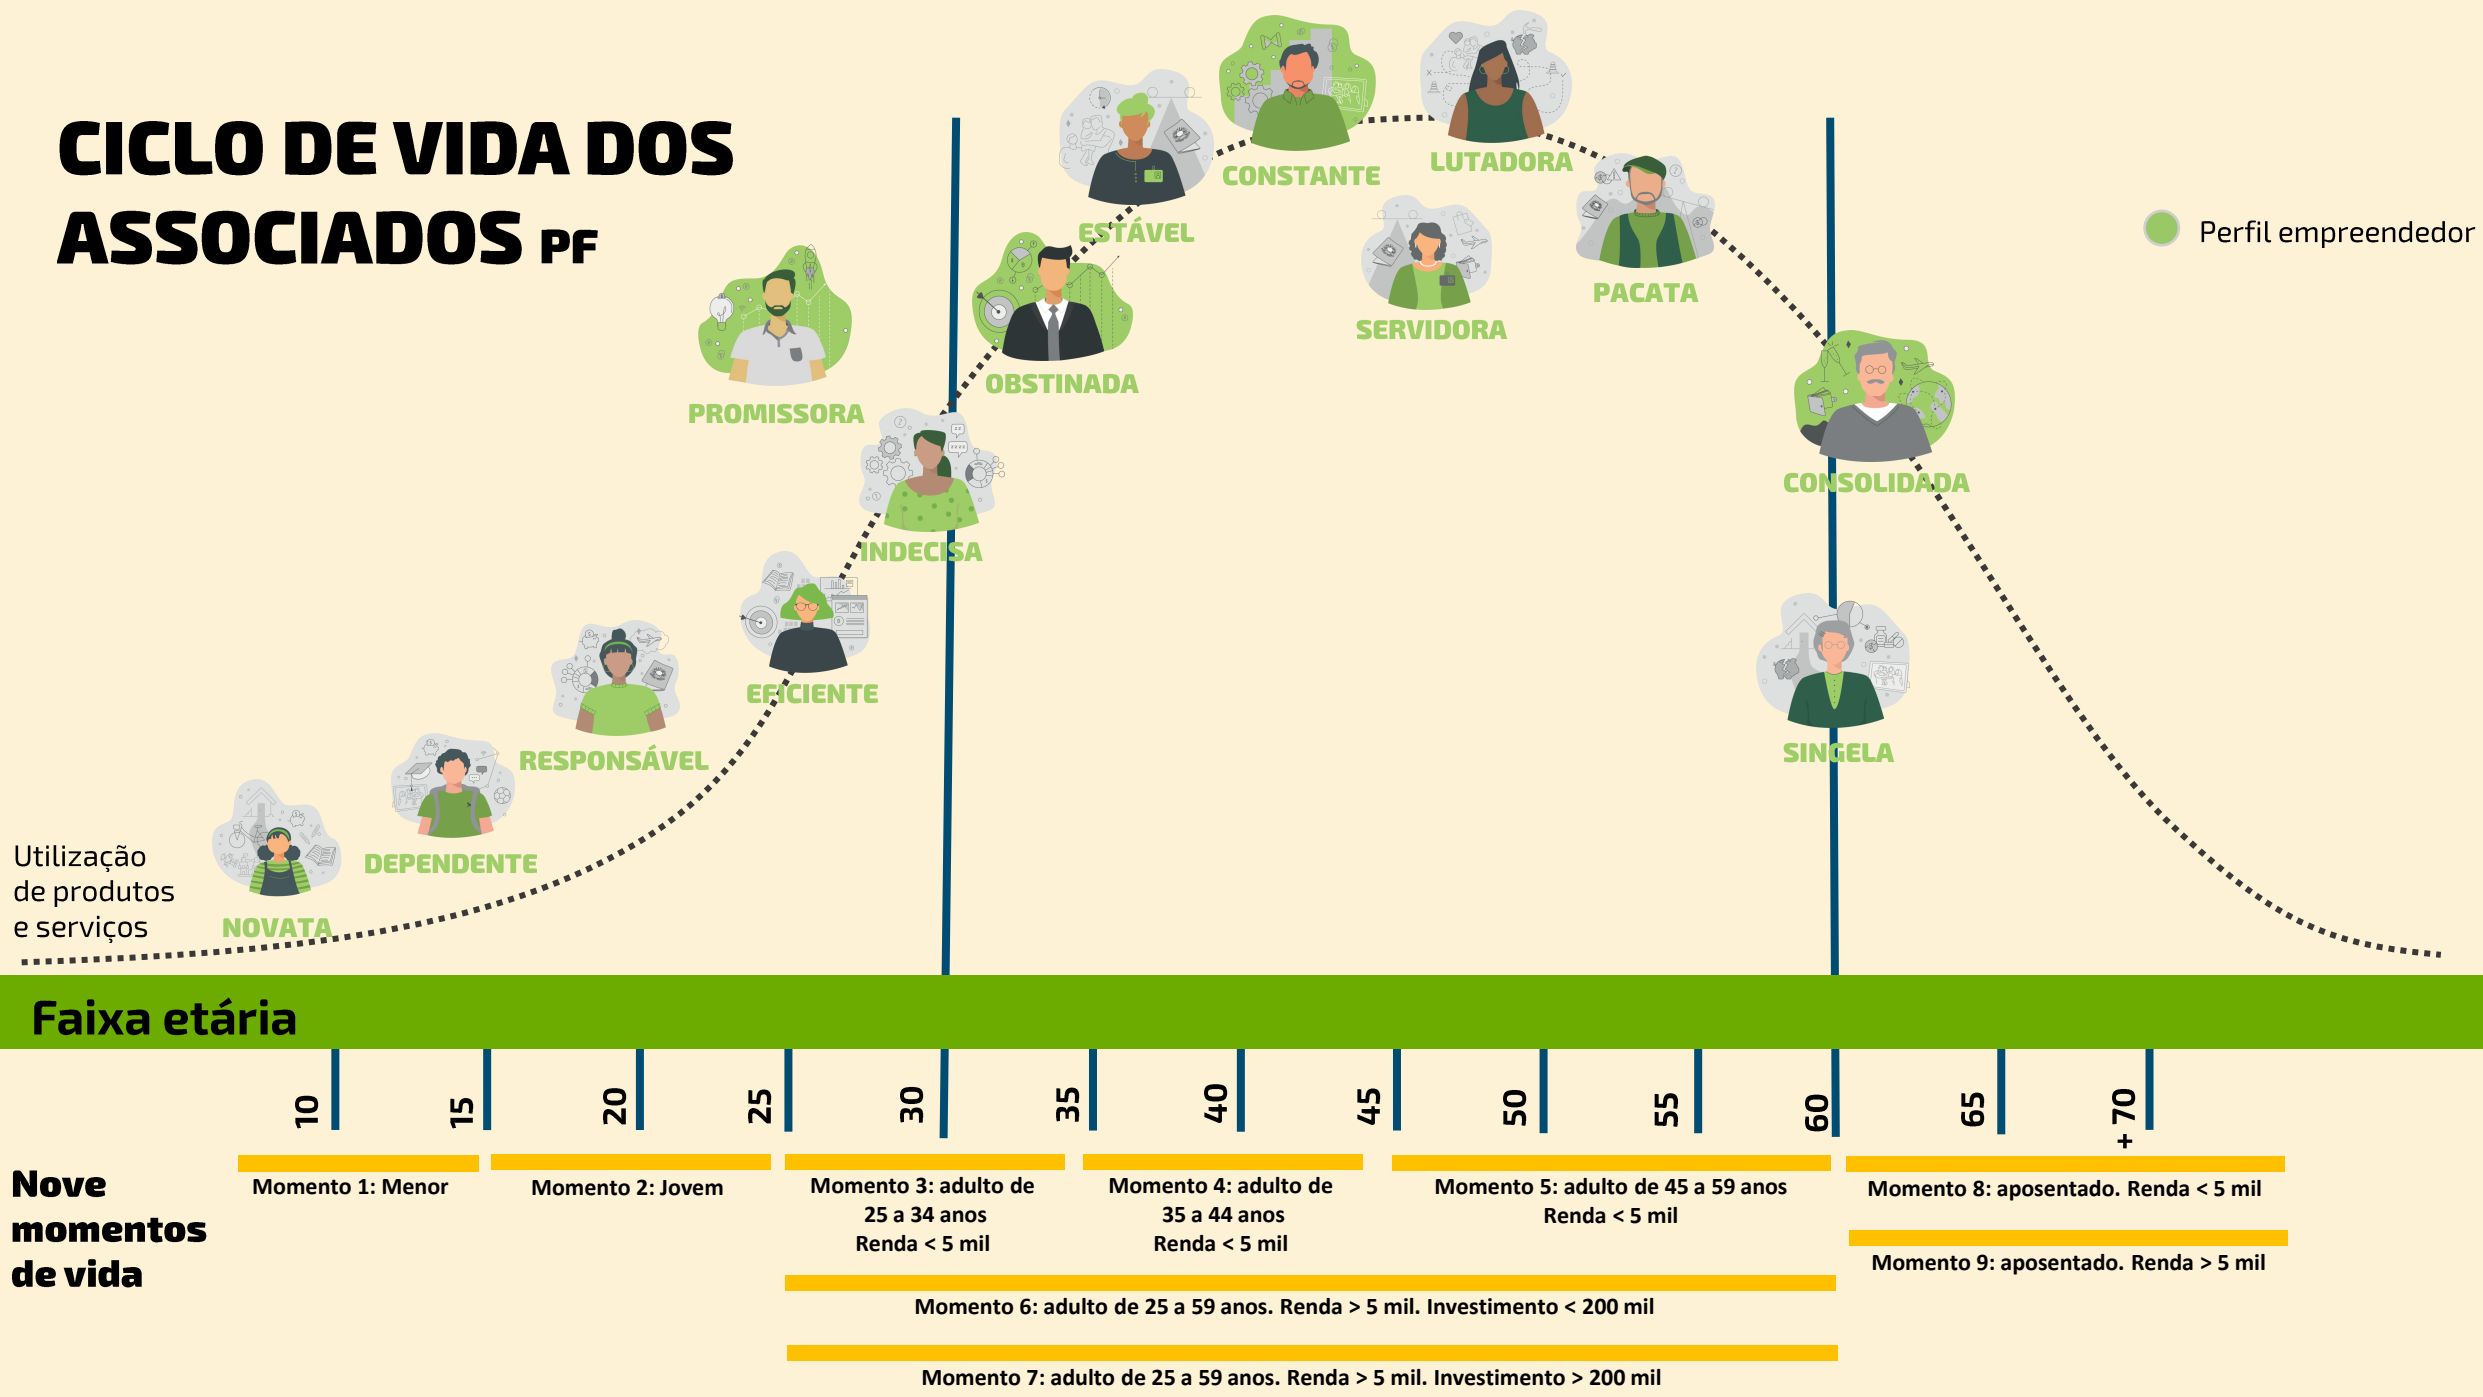 CICLO DE VIDA DOS
ASSOCIADOS PF
Perfil empreendedor
CONSTANTE
LUTADORA
ESTÁVEL
PACATA
SERVIDORA
OBSTINADA
PROMISSORA
CONSOLIDADA
INDECISA
EFICIENTE
SINGELA
RESPONSÁVEL
DEPENDENTE
NOVATA
Utilização
de produtos
e serviços
Faixa etária
10
15
20
25
30
35
40
45
50
55
60
65
+ 70
Nove
momentos
de vida
Momento 1: Menor
Momento 2: Jovem
Momento 3: adulto de
25 a 34 anos
Renda < 5 mil
Momento 4: adulto de
35 a 44 anos
Renda < 5 mil
Momento 5: adulto de 45 a 59 anos
Renda < 5 mil
Momento 8: aposentado. Renda < 5 mil
Momento 9: aposentado. Renda > 5 mil
Momento 6: adulto de 25 a 59 anos. Renda > 5 mil. Investimento < 200 mil
Momento 7: adulto de 25 a 59 anos. Renda > 5 mil. Investimento > 200 mil